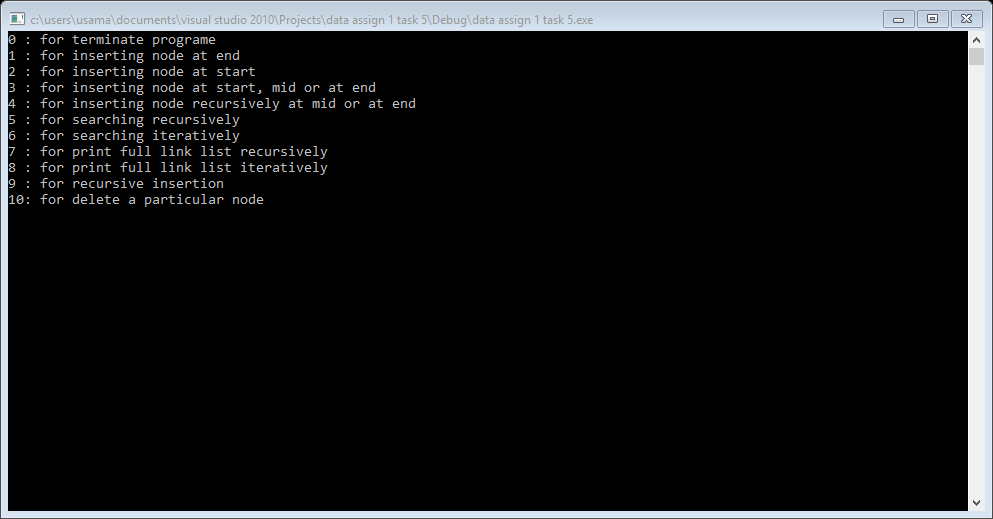 c:\users\usama\documents\visual studio 2010\Projects\data assign 1 task 5\Debug\data assign 1 task 5.exe
0 : for terminate programe
1 : for inserting node at end
2 : for inserting node at start
3 : for inserting node at start, mid or at end
4 : for inserting node recursively at mid or at end
5 : for searching recursively
6 : for searching iteratively
7 : for print full link list recursively
8 : for print full link list iteratively
9 : for recursive insertion
10: for delete a particular node